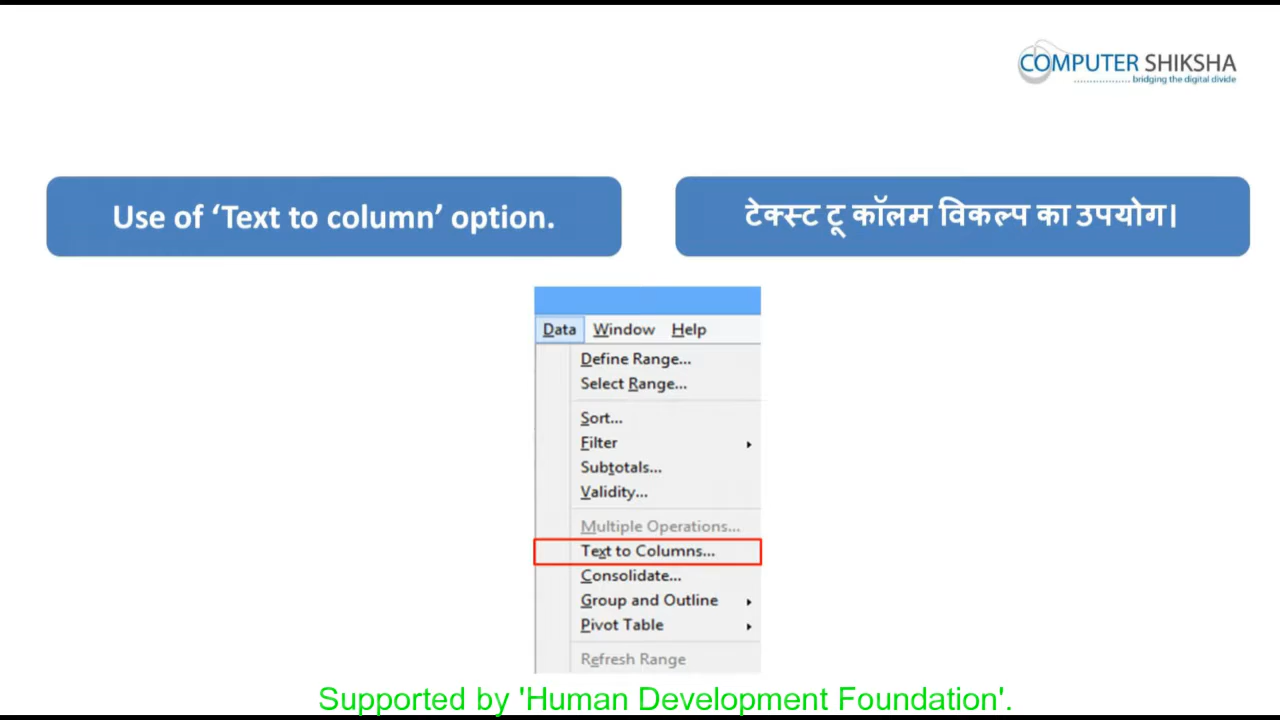 COMPUTER SHIKSHA
bridging the digital divide
Use of ‘Text to column’ option.
टेक्स्ट टू कॉलम विकल्प का उपयोग।
Data Window Help
Define Range...
Select Range...
Sort...
Filter
Subtotals...
Validity...
Multiple Operations...
Text to Columns...
Consolidate...
Group and Outline
Pivot Table
Refresh Range
Supported by 'Human Development Foundation'.